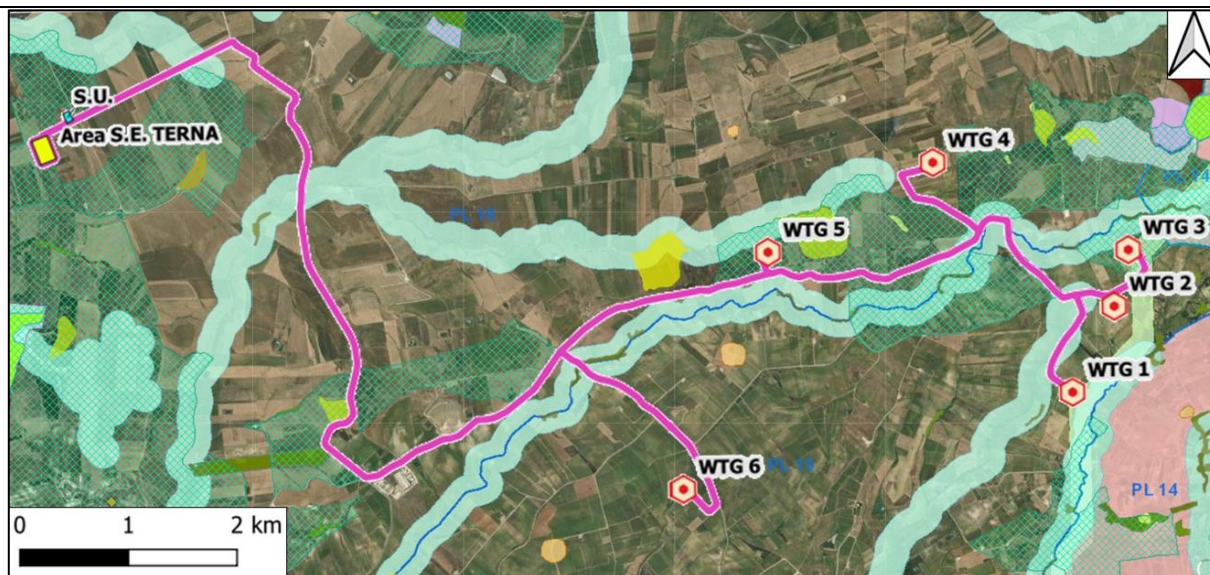 S.U.
Area S.E. TERNA
WTG 4
PL 14
PL 16
WTG 5
WTG 3
WTG 2
WTG 1
WTG 6
PL 15
PL 14
0 1 2 km